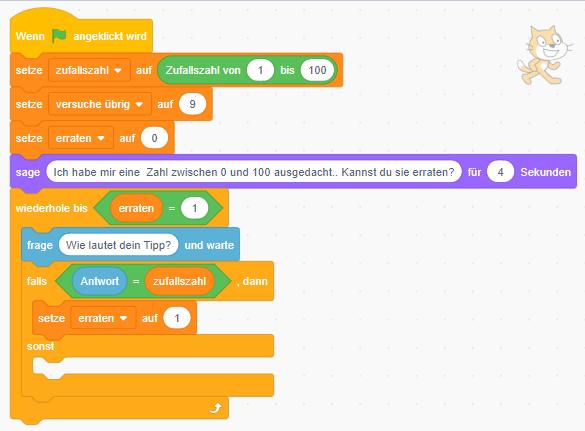 Wenn angeklickt wird
setze zufallszahl auf Zufallszahl von 1 bis 100
setze versuche übrig auf 9
setze erraten auf 0
sage Ich habe mir eine  Zahl zwischen 0 und 100 ausgedacht.. Kannst du sie erraten? für 4 Sekunden
wiederhole bis erraten = 1
frage Wie lautet dein Tipp? und warte
falls Antwort = zufallszahl , dann
setze erraten auf 1
sonst